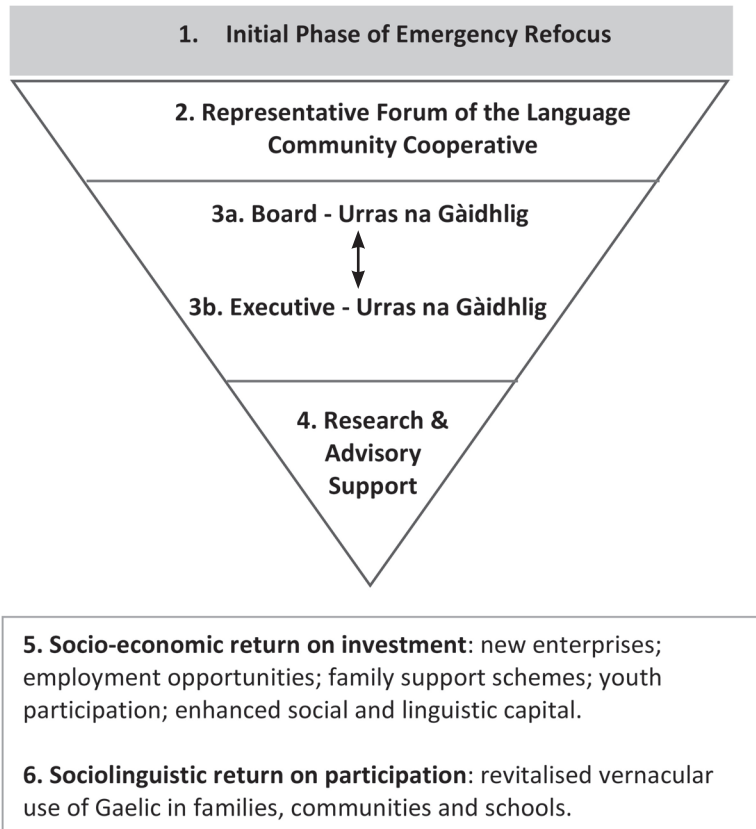 1. Initial Phase of Emergency Refocus
2. Representative Forum of the Language
Community Cooperative
3a. Board - Urras na Gàidhlig
3b. Executive - Urras na Gàidhlig
4. Research &
Advisory
Support
5. Socio-economic return on investment: new enterprises;
employment opportunities; family support schemes; youth
participation; enhanced social and linguistic capital.
6. Sociolinguistic return on participation: revitalised vernacular
use of Gaelic in families, communities and schools.